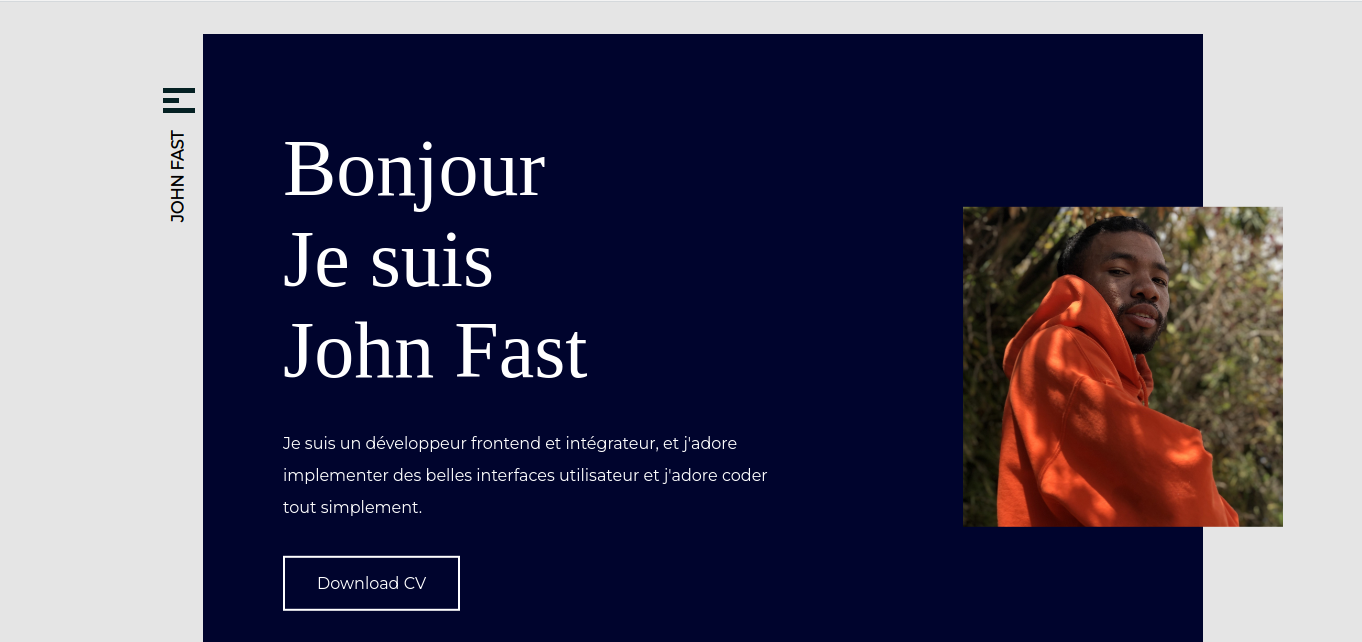 JOHN FAST
Bonjour
Je suis
John Fast
Je suis un développeur frontend et intégrateur, et j'adore
implementer des belles interfaces utilisateur et j'adore coder
tout simplement.
Download CV